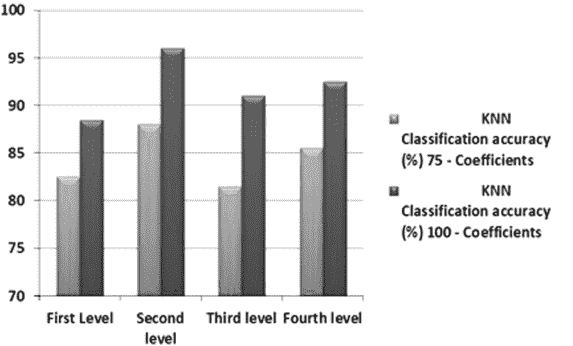 100
95
90
85
80
75
70
First Level
Second
level
Third level
Fourth level
KNN
Classification accuracy
(%) 75 - Coefficients
KNN
Classification accuracy
(%) 100 - Coefficients